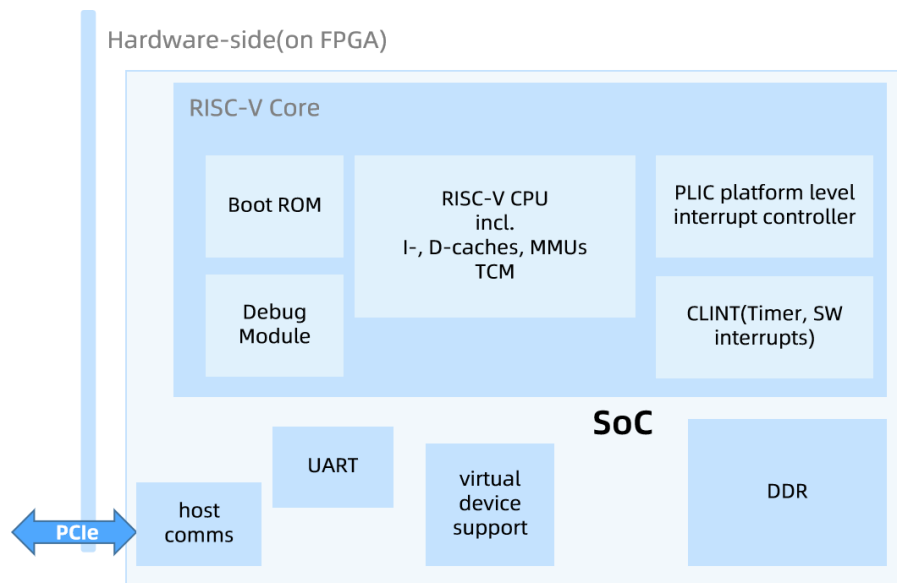 Hardware-side(on FPGA)
RISC-V Core
Boot ROM
RISC-V CPU
incl.
I-, D-caches, MMUs
TCM
PLIC platform level
interrupt controller
Debug
Module
CLINT(Timer, SW
interrupts)
SoC
UART
virtual
device
support
DDR
host
comms
PCIe